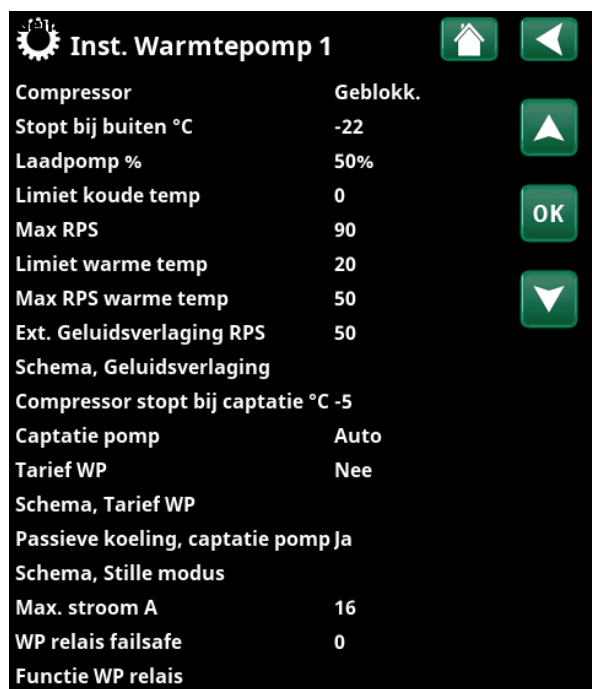 Inst. Warmtepomp 1
Compressor Geblokk.
Stopt bij buiten °C -22
Laadpomp % 50%
Limiet koude temp 0
Max RPS 90
OK
Limiet warme temp 20
Max RPS warme temp 50
Ext. Geluidsverlaging RPS 50
Schema, Geluidsverlaging
Compressor stopt bij captatie °C -5
Captatie pomp Auto
Tarief WP Nee
Schema, Tarief WP
Passieve koeling, captatie pomp Ja
Schema, Stille modus
Max. stroom A 16
WP relais failsafe 0
Functie WP relais